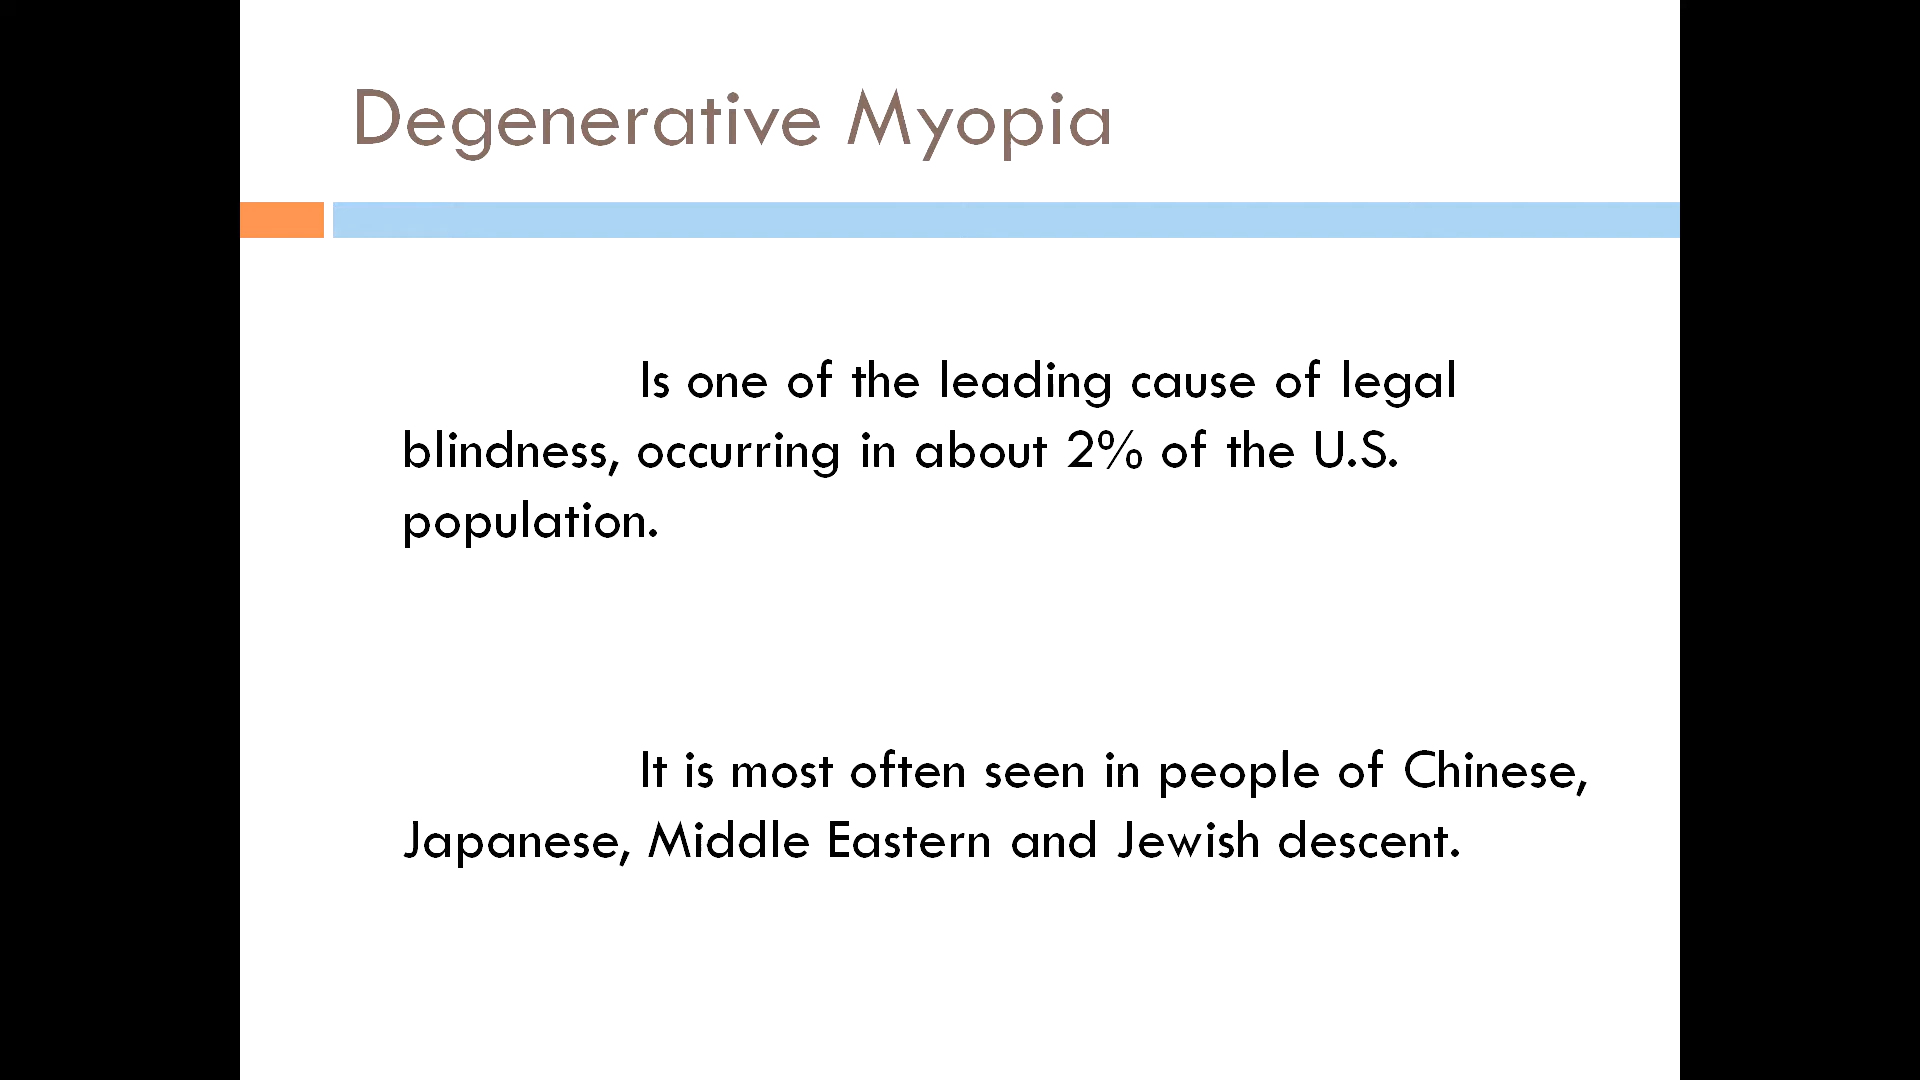 Degenerative Myopia
Is one of the leading cause of legal
blindness, occurring in about 2% of the U.S.
population.
It is most often seen in people of Chinese,
Japanese, Middle Eastern and Jewish descent.